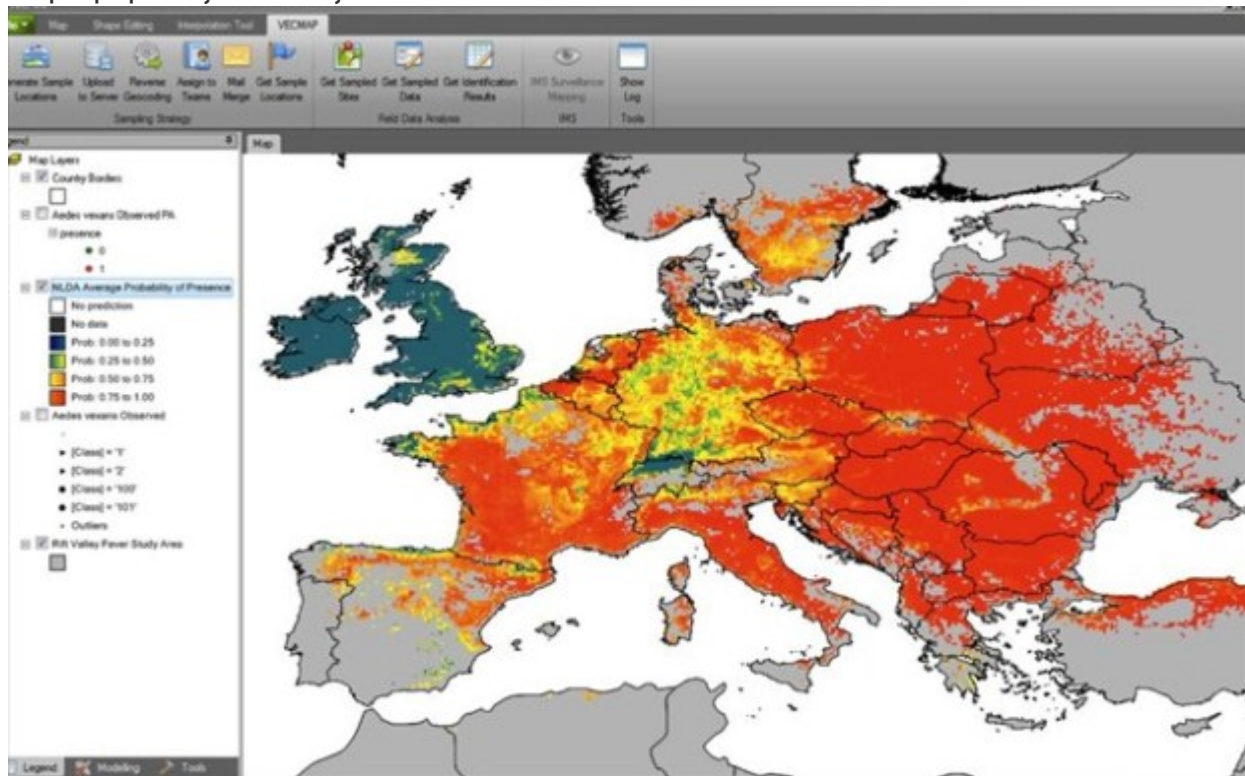 Map
Shape Editing
Interpolation Tool
VECMAP
Generate Sample Locations
Upload to Server
Reverse Geocoding
Assign to Teams
Mail Merge
Get Sample Locations
Get Sampled Sites
Get Sampled Data
Get Identification Results
IMS Surveillance Mapping
Show Log
Sampling Strategy
Field Data Analysis
IMS
Tools
Map
Map Layers
Country Borders
Aedes vexans Observed PA
presence
0
1
NLDA Average Probability of Presence
No prediction
No data
Prob: 0.00 to 0.25
Prob: 0.25 to 0.50
Prob: 0.50 to 0.75
Prob: 0.75 to 1.00
Aedes vexans Observed
[Class] = '1'
[Class] = '2'
[Class] = '100'
[Class] = '101'
Outliers
Rift Valley Fever Study Area
Legend
Modeling
Tools